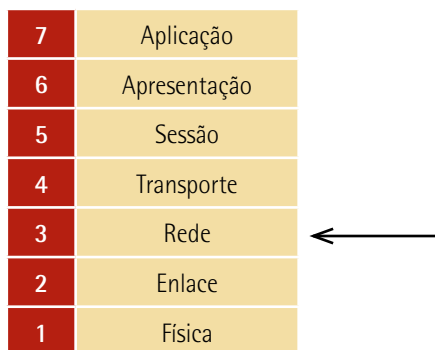 7 Aplicação
6 Apresentação
5 Sessão
4 Transporte
3 Rede
2 Enlace
1 Física